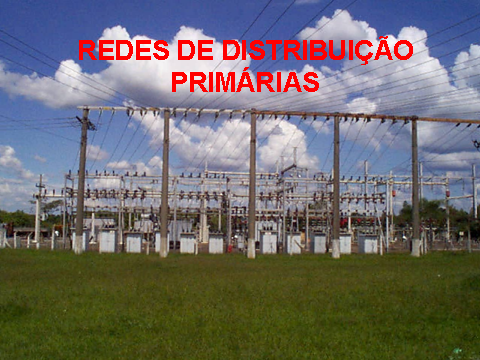 REDES DE DISTRIBUIÇÃO
PRIMÁRIAS